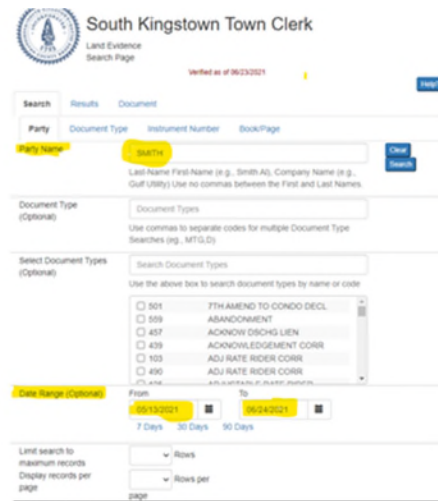 South Kingstown Town Clerk
Land Evidence
Search Page
Verified as of 06/23/2021
Help?
Search Results Document
Party Document Type Instrument Number Book/Page
Party Name
SMITH
Clear
Search
Last-Name First-Name (e.g., Smith Al), Company Name (e.g.,
Gulf Utility) Use no commas between the First and Last Names.
Document Type
(Optional)
Document Types
Use commas to separate codes for multiple Document Type
Searches (eg., MTG,D)
Select Document Types
(Optional)
Search Document Types
Use the above box to search document types by name or code
501 7TH AMEND TO CONDO DECL
559 ABANDONMENT
457 ACKNOW DSCHG LIEN
439 ACKNOWLEDGEMENT CORR
103 ADJ RATE RIDER CORR
490 ADJ RATE RIDER CORR
ADJUSTABLE RATE RIDER
Date Range (Optional)
From To
05/13/2021 06/24/2021
7 Days 30 Days 90 Days
Limit search to
maximum records
Rows
Display records per
page
Rows per
page